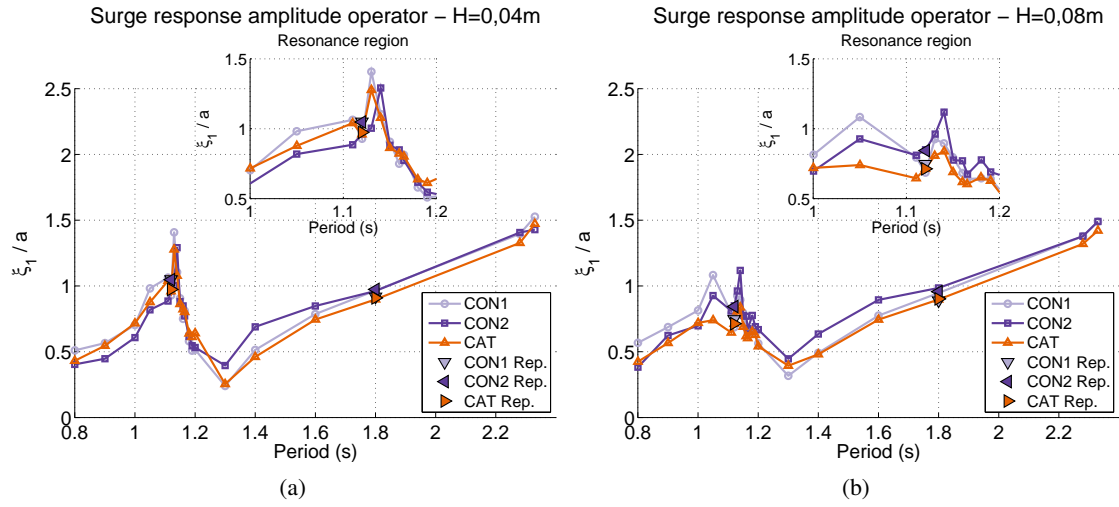 Surge response amplitude operator − H=0,04m
Resonance region
1.5
1
0.5
1
1.1
1.2
Period (s)
ξ1 / a
2.5
2
1.5
1
0.5
0
0.8
1
1.2
1.4
1.6
1.8
2
2.2
Period (s)
ξ1 / a
CON1
CON2
CAT
CON1 Rep.
CON2 Rep.
CAT Rep.
(a)
Surge response amplitude operator − H=0,08m
Resonance region
1.5
1
0.5
1
1.1
1.2
Period (s)
ξ1 / a
2.5
2
1.5
1
0.5
0
0.8
1
1.2
1.4
1.6
1.8
2
2.2
Period (s)
ξ1 / a
CON1
CON2
CAT
CON1 Rep.
CON2 Rep.
CAT Rep.
(b)